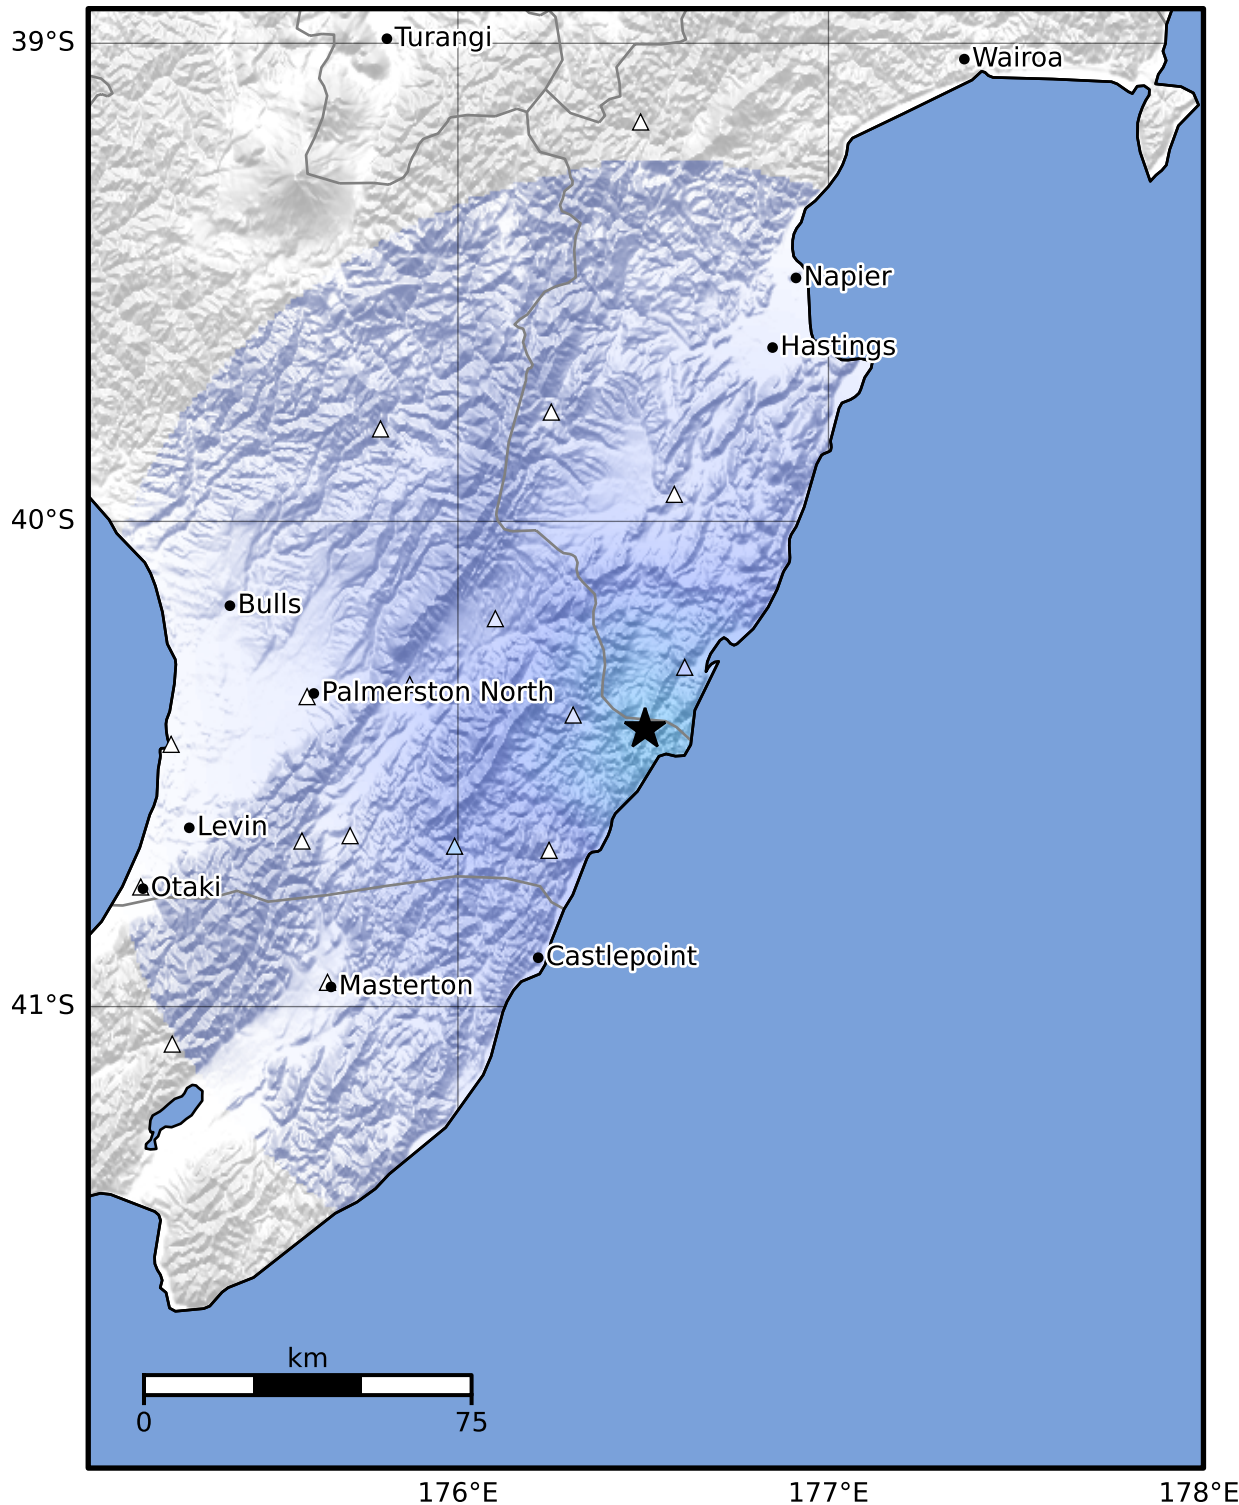 39°S
Turangi
Wairoa
Napier
Hastings
40°S
Bulls
Palmerston North
Levin
Otaki
Castlepoint
Masterton
41°S
km
0 75
176°E 177°E 178°E